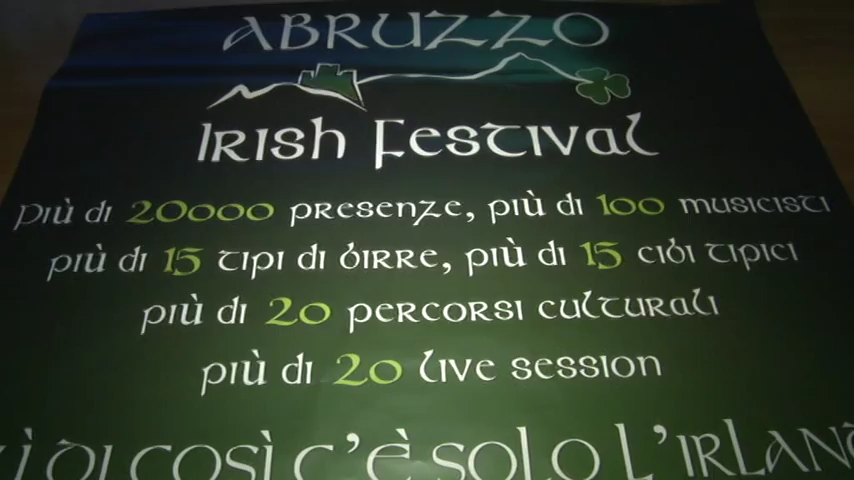 ABRUZZO
IRISH FESTIVAL
più di 20000 presenze, più di 100 musicisti
più di 15 tipi di birre, più di 15 cibi tipici
più di 20 percorsi culturali
più di 20 live session
DI COSÌ C'È SOLO L'